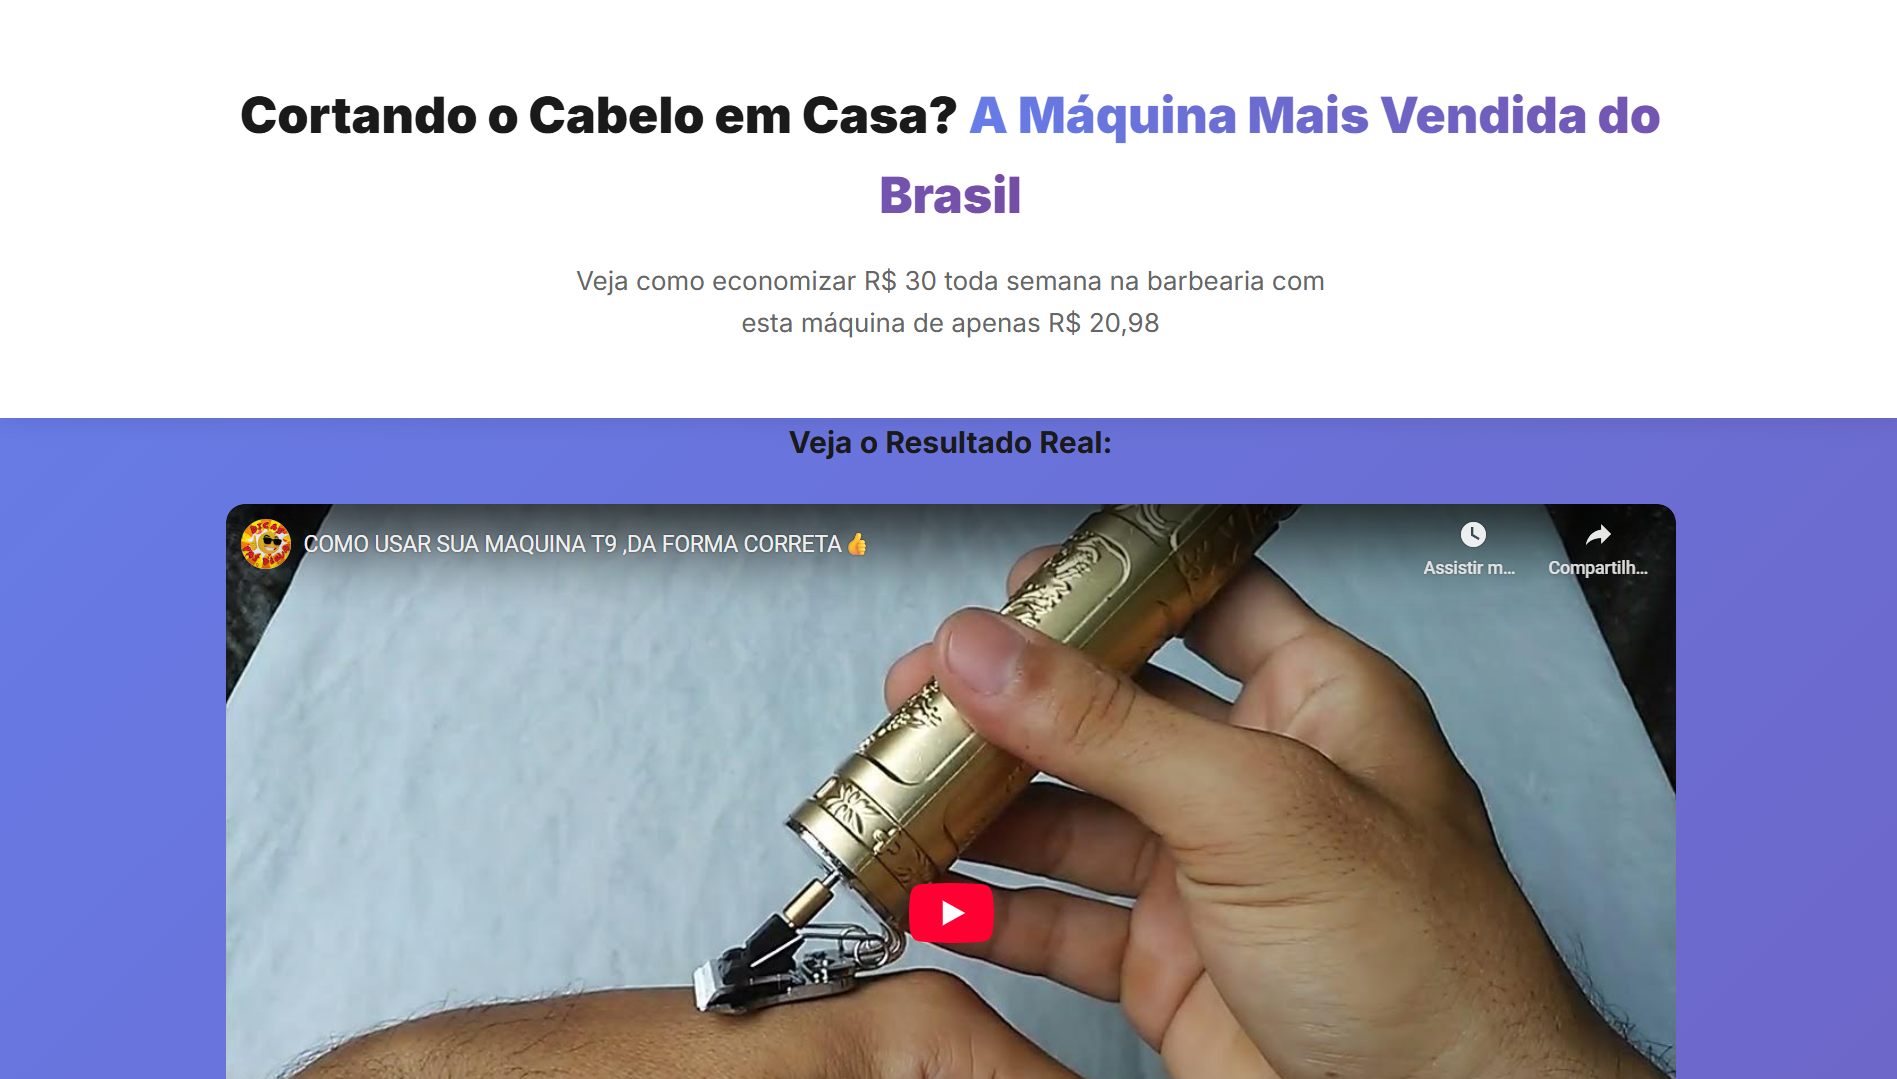 Cortando o Cabelo em Casa? A Máquina Mais Vendida do
Brasil
Veja como economizar R$ 30 toda semana na barbearia com
esta máquina de apenas R$ 20,98
Veja o Resultado Real:
COMO USAR SUA MAQUINA T9 ,DA FORMA CORRETA👍
Assistir m...
Compartilh...